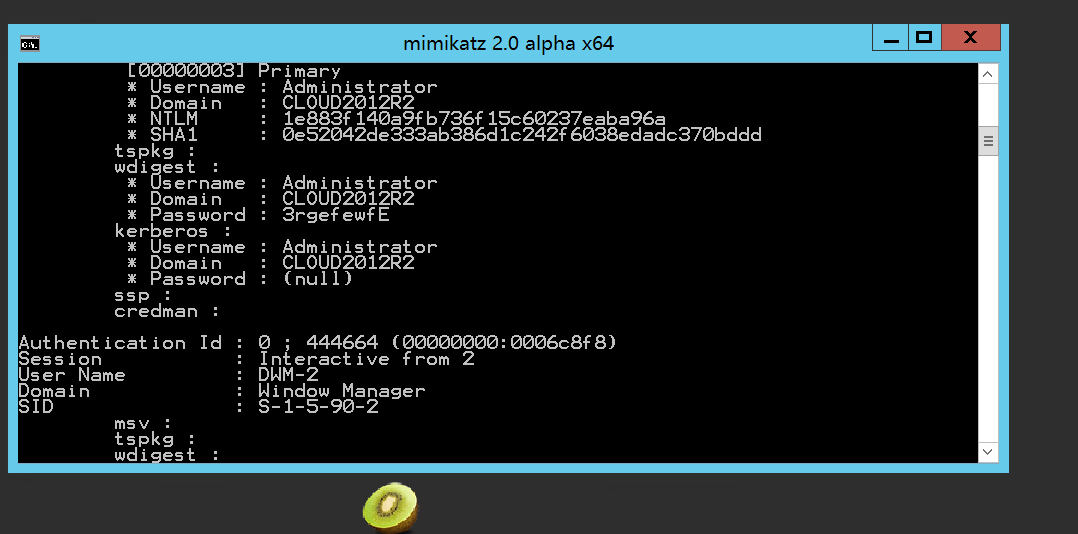 mimikatz 2.0 alpha x64
[00000003] Primary
* Username : Administrator
* Domain : CLOUD2012R2
* NTLM : 1e883f140a9fb736f15c60237eaba96a
* SHA1 : 0e52042de333ab386d1c242f6038edadc370bddd
tspkg :
wdigest :
* Username : Administrator
* Domain : CLOUD2012R2
* Password : 3rgefewfE
kerberos :
* Username : Administrator
* Domain : CLOUD2012R2
* Password : (null)
ssp :
credman :
Authentication Id : 0 ; 444664 (00000000:0006c8f8)
Session : Interactive from 2
User Name : DWM-2
Domain : Window Manager
SID : S-1-5-90-2
msv :
tspkg :
wdigest :